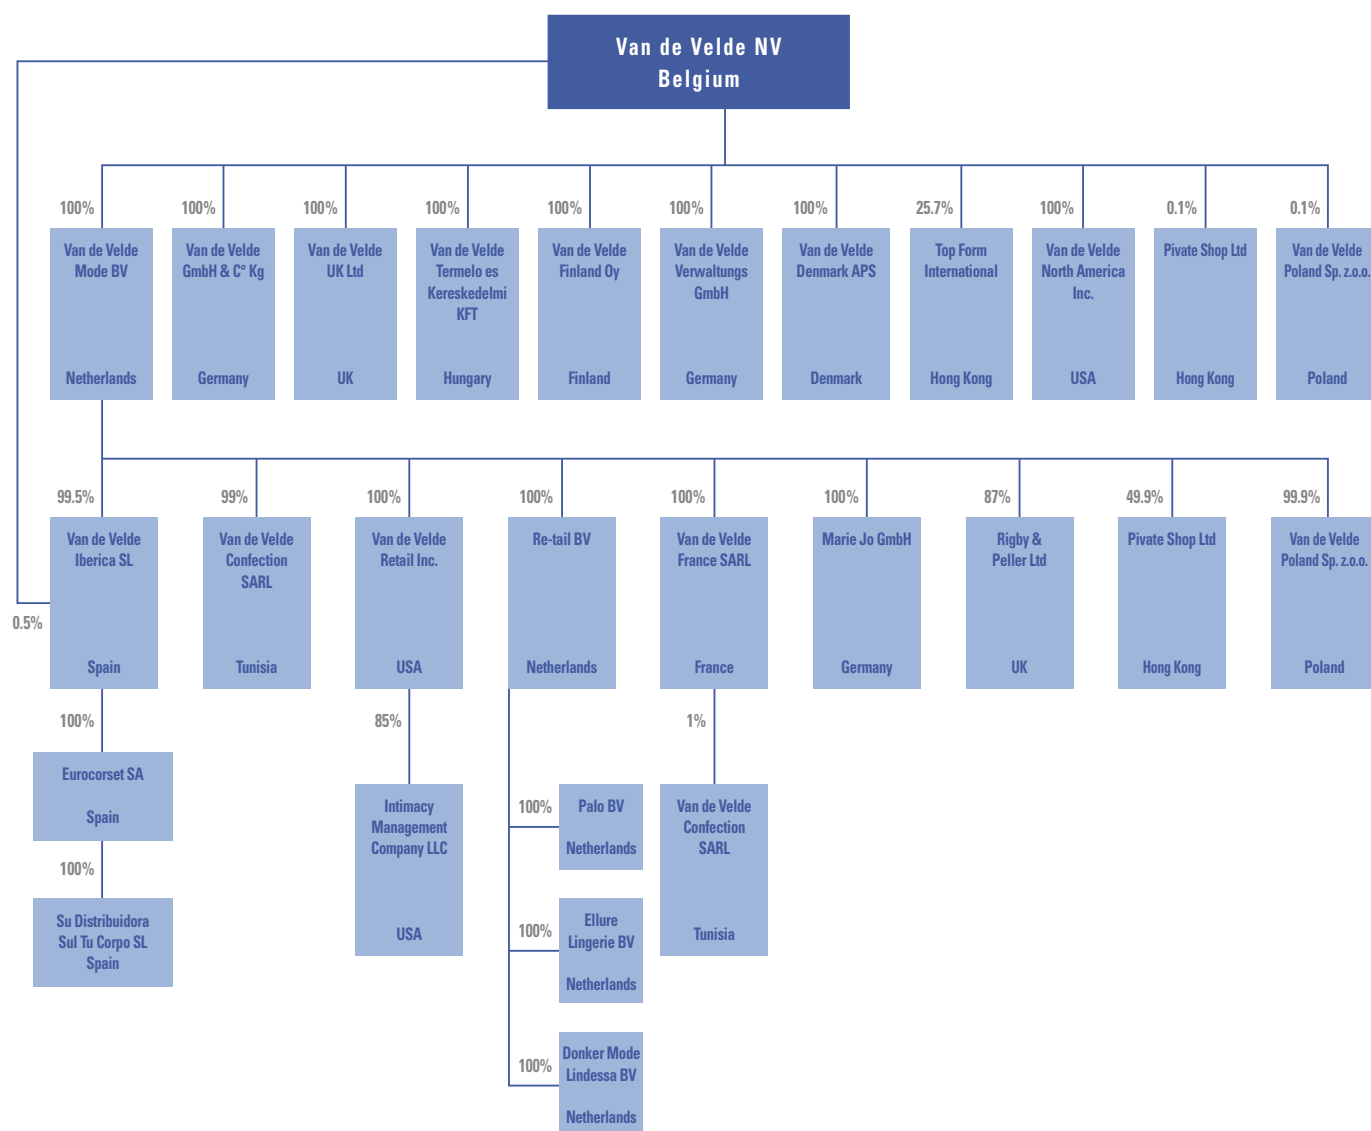 Van de Velde NV
Belgium
100%
100%
100%
100%
100%
100%
100%
25.7%
100%
0.1%
0.1%
Van de Velde
Mode BV
Netherlands
Van de Velde
GmbH & C° Kg
Germany
Van de Velde
UK Ltd
UK
Van de Velde
Termelo es
Kereskedelmi
KFT
Hungary
Van de Velde
Finland Oy
Finland
Van de Velde
Verwaltungs
GmbH
Germany
Van de Velde
Denmark APS
Denmark
Top Form
International
Hong Kong
Van de Velde
North America
Inc.
USA
Pivate Shop Ltd
Hong Kong
Van de Velde
Poland Sp. z.o.o.
Poland
99.5%
99%
100%
100%
100%
100%
87%
49.9%
99.9%
Van de Velde
Iberica SL
Spain
Van de Velde
Confection
SARL
Tunisia
Van de Velde
Retail Inc.
USA
Re-tail BV
Netherlands
Van de Velde
France SARL
France
Marie Jo GmbH
Germany
Rigby &
Peller Ltd
UK
Pivate Shop Ltd
Hong Kong
Van de Velde
Poland Sp. z.o.o.
Poland
0.5%
100%
85%
1%
Eurocorset SA
Spain
100%
Su Distribuidora
Sul Tu Corpo SL
Spain
Intimacy
Management
Company LLC
USA
100%
Palo BV
Netherlands
100%
Ellure
Lingerie BV
Netherlands
100%
Donker Mode
Lindessa BV
Netherlands
Van de Velde
Confection
SARL
Tunisia